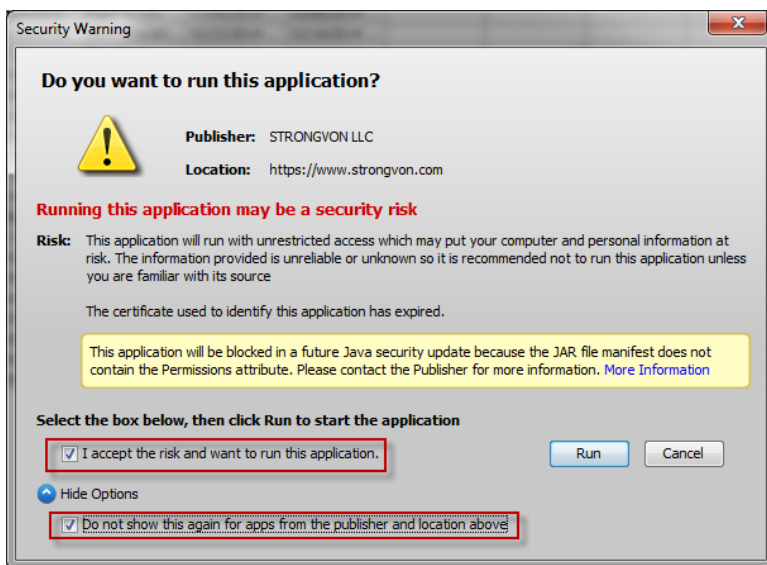 Security Warning
Do you want to run this application?
Publisher: STRONGVON LLC
Location: https://www.strongvon.com
Running this application may be a security risk
Risk: This application will run with unrestricted access which may put your computer and personal information at
risk. The information provided is unreliable or unknown so it is recommended not to run this application unless
you are familiar with its source
The certificate used to identify this application has expired.
This application will be blocked in a future Java security update because the JAR file manifest does not
contain the Permissions attribute. Please contact the Publisher for more information. More Information
Select the box below, then click Run to start the application
I accept the risk and want to run this application.
Run
Cancel
Hide Options
Do not show this again for apps from the publisher and location above